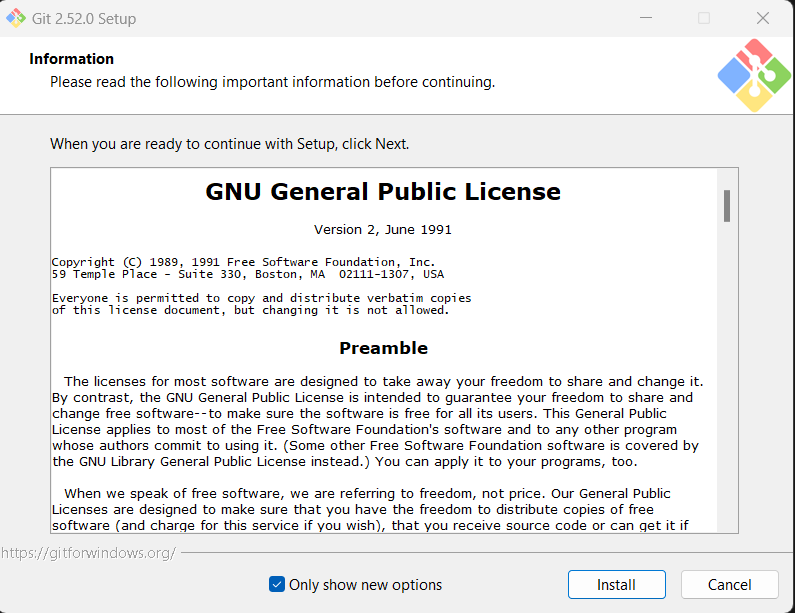 Git 2.52.0 Setup
Information
Please read the following important information before continuing.
When you are ready to continue with Setup, click Next.
GNU General Public License
Version 2, June 1991
Copyright (C) 1989, 1991 Free Software Foundation, Inc.
59 Temple Place - Suite 330, Boston, MA  02111-1307, USA
Everyone is permitted to copy and distribute verbatim copies
of this license document, but changing it is not allowed.
Preamble
The licenses for most software are designed to take away your freedom to share and change it.
By contrast, the GNU General Public License is intended to guarantee your freedom to share and
change free software--to make sure the software is free for all its users. This General Public
License applies to most of the Free Software Foundation's software and to any other program
whose authors commit to using it. (Some other Free Software Foundation software is covered by
the GNU Library General Public License instead.) You can apply it to your programs, too.
When we speak of free software, we are referring to freedom, not price. Our General Public
Licenses are designed to make sure that you have the freedom to distribute copies of free
software (and charge for this service if you wish), that you receive source code or can get it if
https://gitforwindows.org/
Only show new options
Install
Cancel